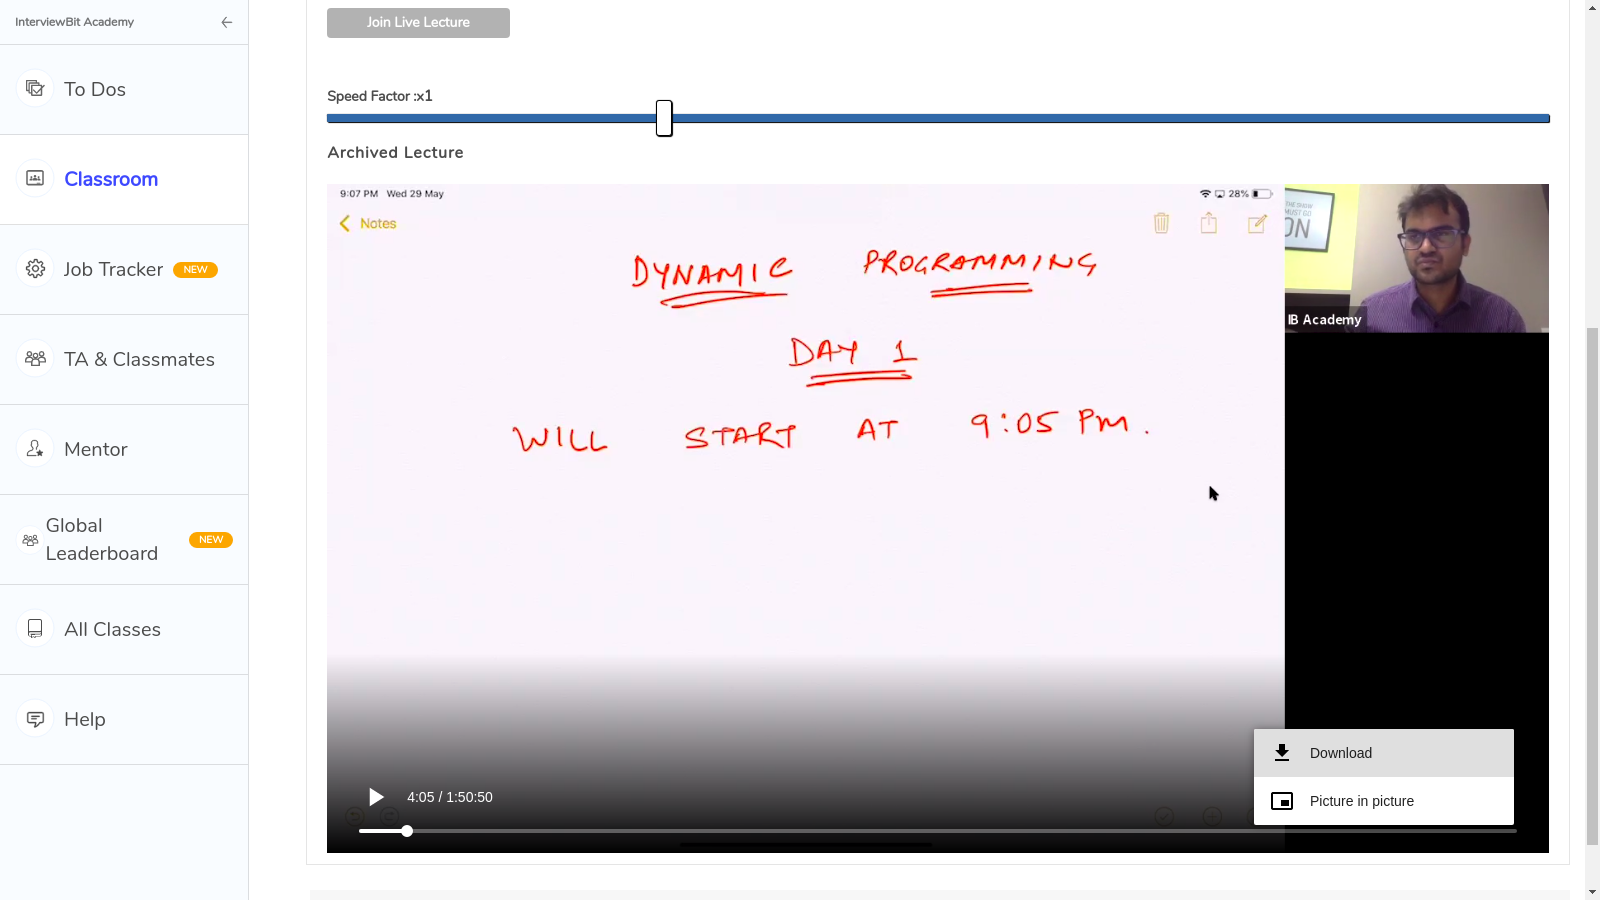 InterviewBit Academy
To Dos
Classroom
Job Tracker NEW
TA & Classmates
Mentor
Global Leaderboard NEW
All Classes
Help
Join Live Lecture
Speed Factor :x1
Archived Lecture
9:07 PM Wed 29 May
28%
Notes
DYNAMIC PROGRAMMING
DAY 1
WILL START AT 9:05 PM.
THE SHOW
MUST GO
ON
IB Academy
4:05 / 1:50:50
Download
Picture in picture